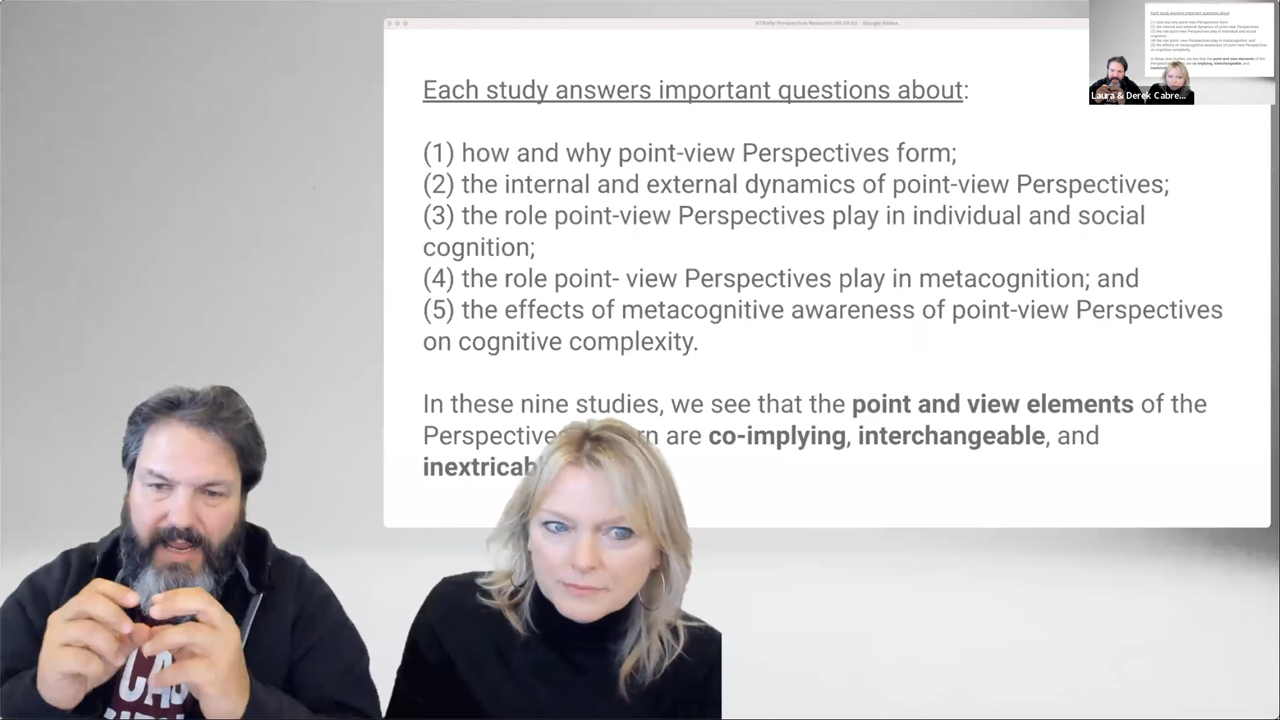 Each study answers important questions about:
(1) how and why point-view Perspectives form;
(2) the internal and external dynamics of point-view Perspectives;
(3) the role point-view Perspectives play in individual and social
cognition;
(4) the role point- view Perspectives play in metacognition; and
(5) the effects of metacognitive awareness of point-view Perspectives
on cognitive complexity.
In these nine studies, we see that the point and view elements of the
are co-implying, interchangeable, and
Laura & Derek Cabre...